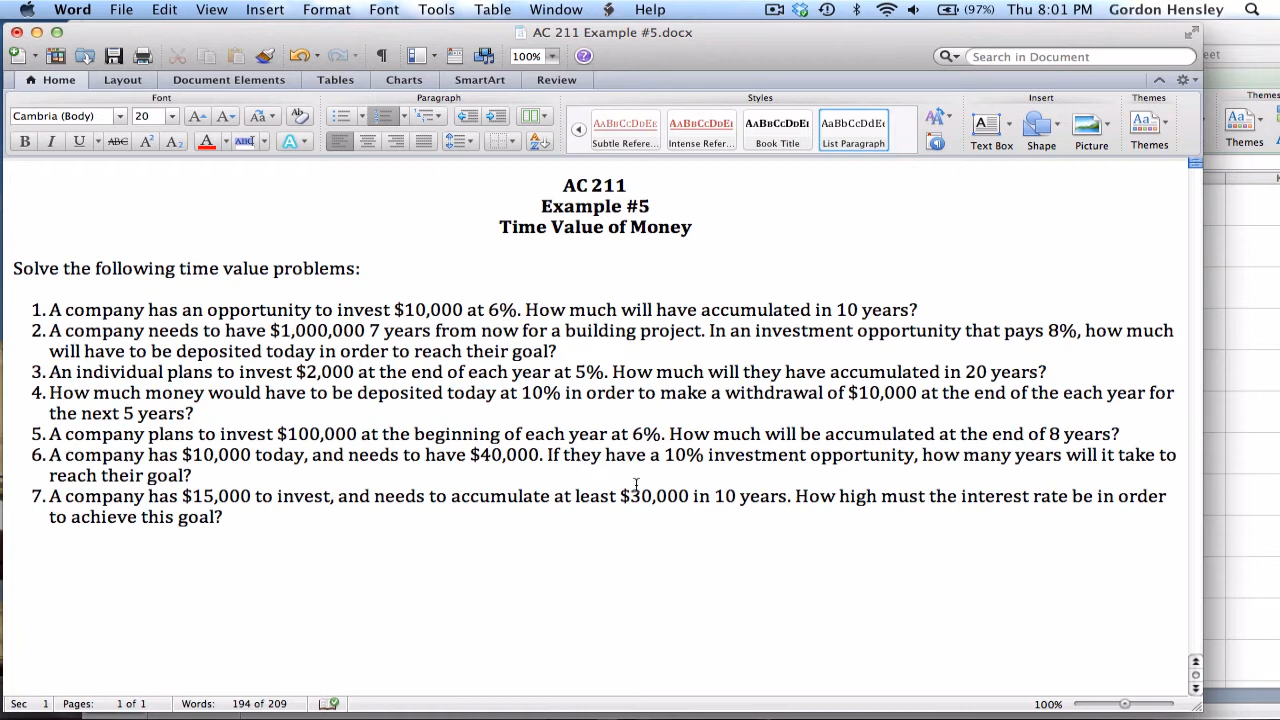 Word File Edit View Insert Format Font Tools Table Window Help (97%) Thu 8:01 PM Gordon Hensley
AC 211 Example #5.docx
100% Search in Document
Home Layout Document Elements Tables Charts SmartArt Review
Font Paragraph Styles Insert Themes
Cambria (Body) 20 AABBCCDDEE AABBCCDDEE AABBCCDDEE AaBbCcDdEe
Subtle Refere... Intense Refer... Book Title List Paragraph Text Box Shape Picture Themes Themes
AC 211
Example #5
Time Value of Money
Solve the following time value problems:
1. A company has an opportunity to invest $10,000 at 6%. How much will have accumulated in 10 years?
2. A company needs to have $1,000,000 7 years from now for a building project. In an investment opportunity that pays 8%, how much
will have to be deposited today in order to reach their goal?
3. An individual plans to invest $2,000 at the end of each year at 5%. How much will they have accumulated in 20 years?
4. How much money would have to be deposited today at 10% in order to make a withdrawal of $10,000 at the end of the each year for
the next 5 years?
5. A company plans to invest $100,000 at the beginning of each year at 6%. How much will be accumulated at the end of 8 years?
6. A company has $10,000 today, and needs to have $40,000. If they have a 10% investment opportunity, how many years will it take to
reach their goal?
7. A company has $15,000 to invest, and needs to accumulate at least $30,000 in 10 years. How high must the interest rate be in order
to achieve this goal?
Sec 1 Pages: 1 of 1 Words: 194 of 209 100%